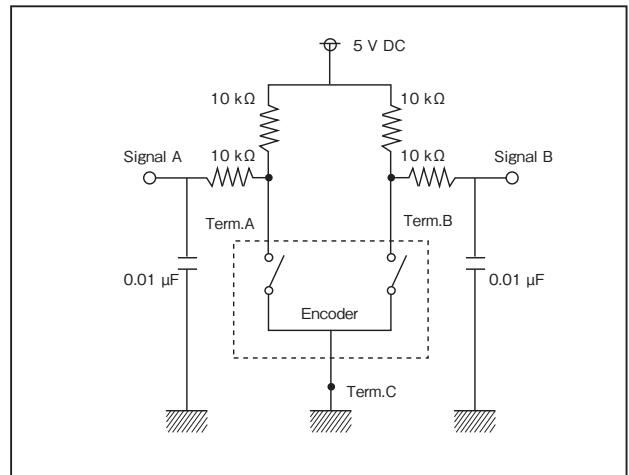 5 V DC
10 kΩ
10 kΩ
Signal A
10 kΩ
10 kΩ
Signal B
Term.A
Term.B
0.01 µF
0.01 µF
Encoder
Term.C